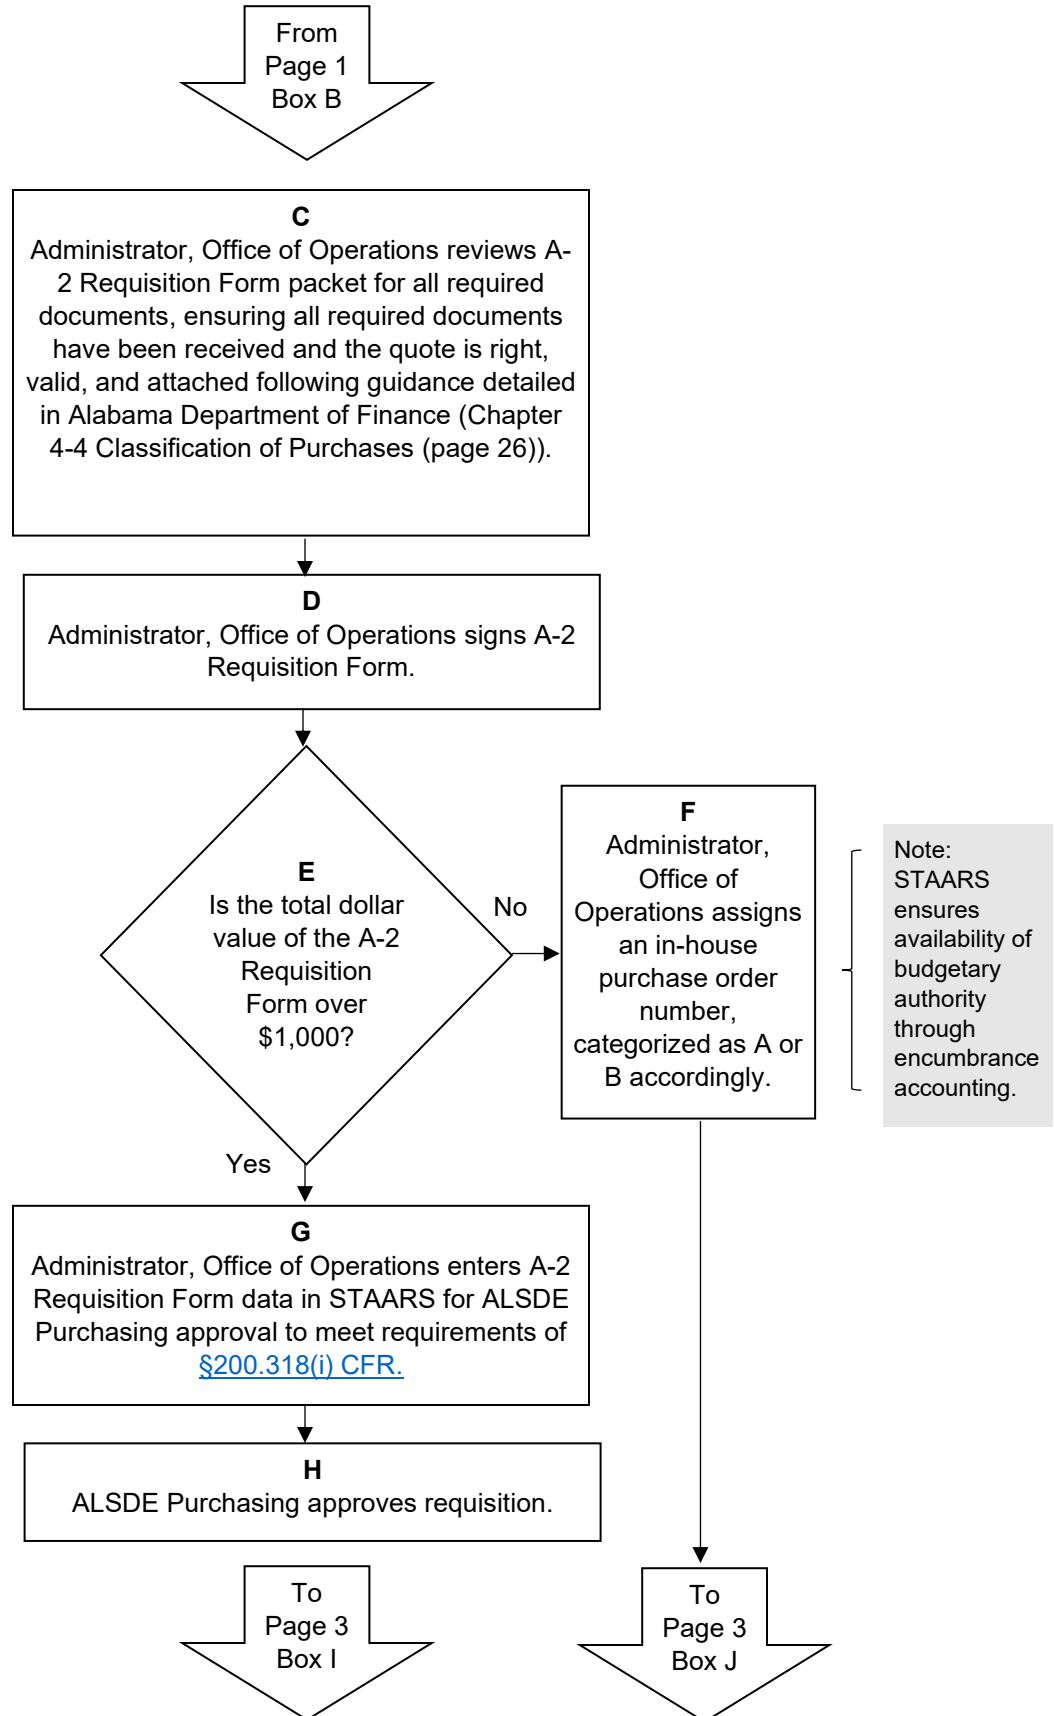 From
Page 1
Box B
C
Administrator, Office of Operations reviews A-
2 Requisition Form packet for all required
documents, ensuring all required documents
have been received and the quote is right,
valid, and attached following guidance detailed
in Alabama Department of Finance (Chapter
4-4 Classification of Purchases (page 26)).
D
Administrator, Office of Operations signs A-2
Requisition Form.
E
Is the total dollar
value of the A-2
Requisition
Form over
$1,000?
No
F
Administrator,
Office of
Operations assigns
an in-house
purchase order
number,
categorized as A or
B accordingly.
Note:
STAARS
ensures
availability of
budgetary
authority
through
encumbrance
accounting.
Yes
G
Administrator, Office of Operations enters A-2
Requisition Form data in STAARS for ALSDE
Purchasing approval to meet requirements of
§200.318(i) CFR.
H
ALSDE Purchasing approves requisition.
To
Page 3
Box I
To
Page 3
Box J